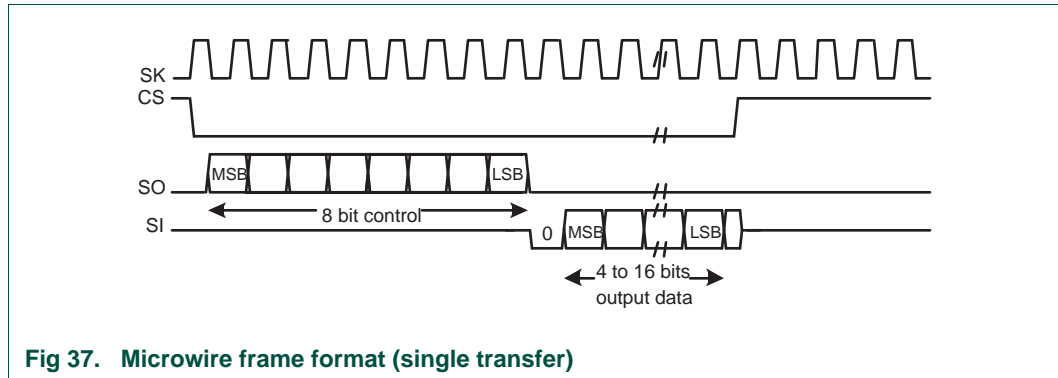 SK
CS
SO
MSB
LSB
8 bit control
SI
0
MSB
LSB
4 to 16 bits
output data
Fig 37. Microwire frame format (single transfer)